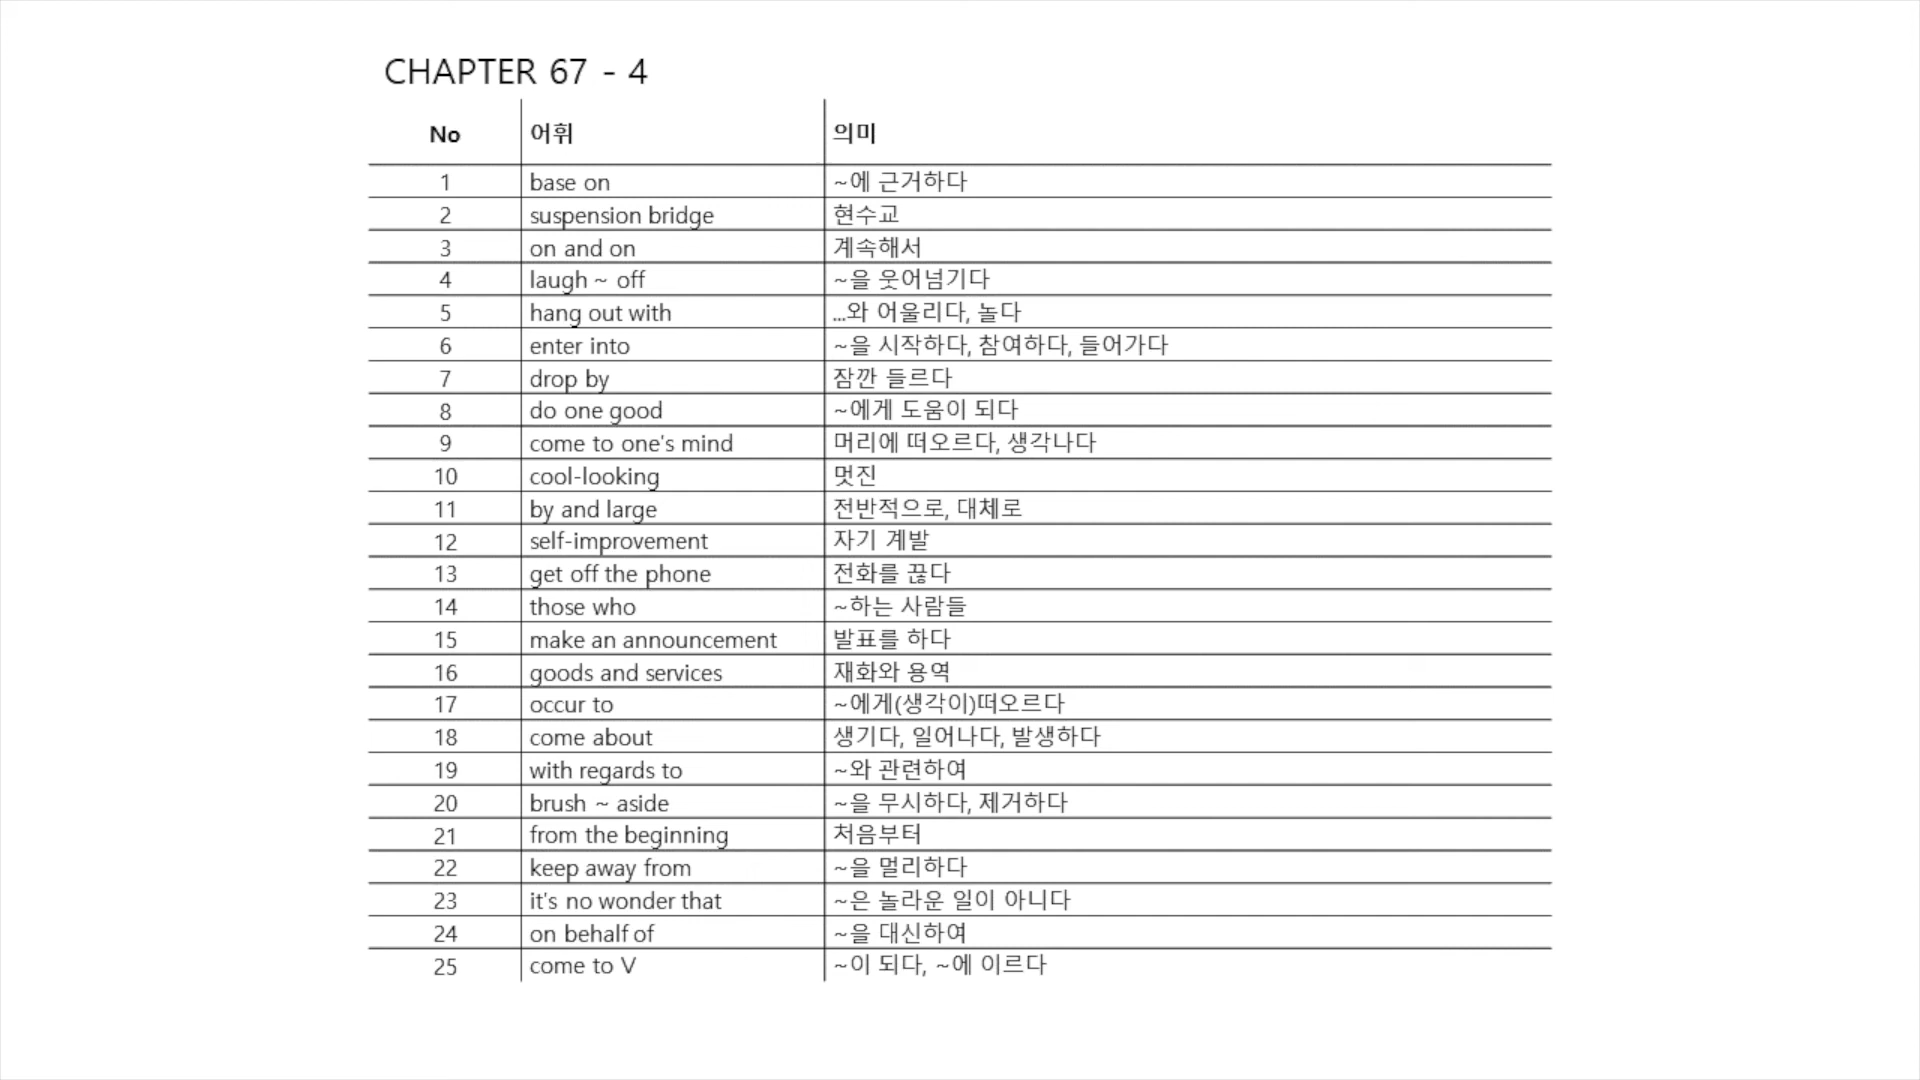 CHAPTER 67 - 4
No 어휘 의미
1 base on ~에 근거하다
2 suspension bridge 현수교
3 on and on 계속해서
4 laugh ~ off ~을 웃어넘기다
5 hang out with ...와 어울리다, 놀다
6 enter into ~을 시작하다, 참여하다, 들어가다
7 drop by 잠깐 들르다
8 do one good ~에게 도움이 되다
9 come to one's mind 머리에 떠오르다, 생각나다
10 cool-looking 멋진
11 by and large 전반적으로, 대체로
12 self-improvement 자기 계발
13 get off the phone 전화를 끊다
14 those who ~하는 사람들
15 make an announcement 발표를 하다
16 goods and services 재화와 용역
17 occur to ~에게(생각이)떠오르다
18 come about 생기다, 일어나다, 발생하다
19 with regards to ~와 관련하여
20 brush ~ aside ~을 무시하다, 제거하다
21 from the beginning 처음부터
22 keep away from ~을 멀리하다
23 it's no wonder that ~은 놀라운 일이 아니다
24 on behalf of ~을 대신하여
25 come to V ~이 되다, ~에 이르다